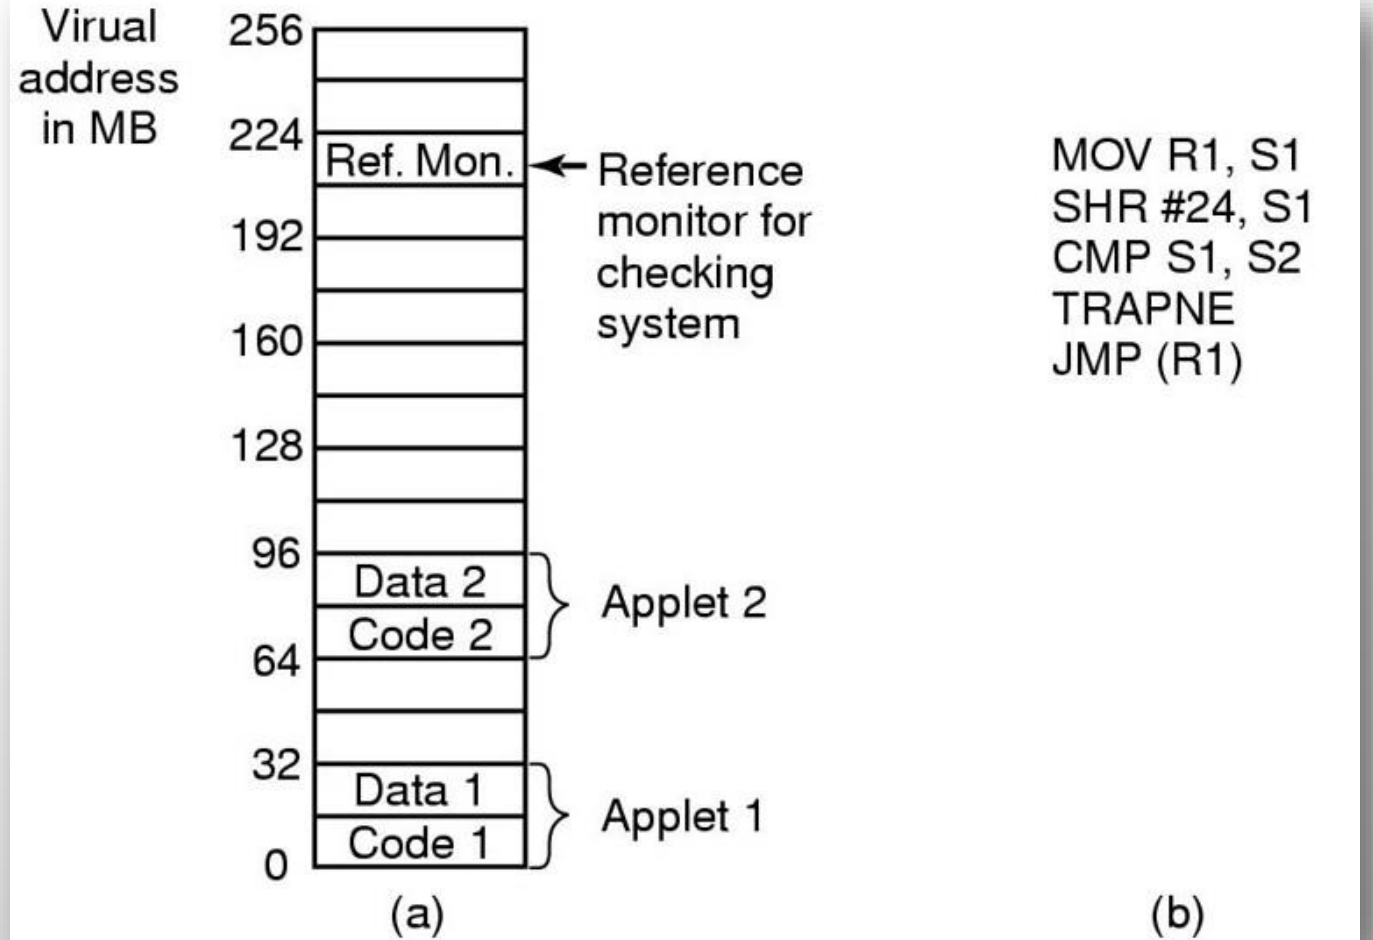 Virual
address
in MB
256
224
Ref. Mon.
Reference
monitor for
checking
system
192
160
128
96
Data 2
Code 2
Applet 2
64
32
Data 1
Code 1
Applet 1
0
(a)
MOV R1, S1
SHR #24, S1
CMP S1, S2
TRAPNE
JMP (R1)
(b)